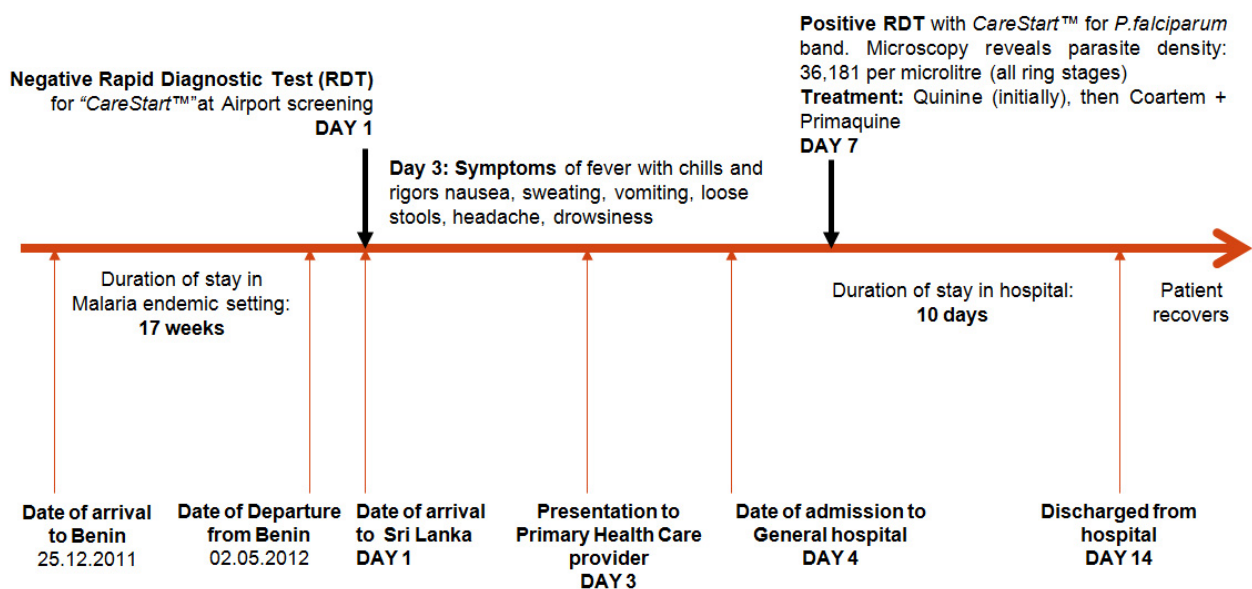 Negative Rapid Diagnostic Test (RDT)
for “CareStart™”at Airport screening
DAY 1
Day 3: Symptoms of fever with chills and
rigors nausea, sweating, vomiting, loose
stools, headache, drowsiness
Positive RDT with CareStart™ for P.falciparum
band. Microscopy reveals parasite density:
36,181 per microlitre (all ring stages)
Treatment: Quinine (initially), then Coartem +
Primaquine
DAY 7
Duration of stay in
Malaria endemic setting:
17 weeks
Duration of stay in hospital:
10 days
Patient
recovers
Date of arrival
to Benin
25.12.2011
Date of Departure
from Benin
02.05.2012
Date of arrival
to Sri Lanka
DAY 1
Presentation to
Primary Health Care
provider
DAY 3
Date of admission to
General hospital
DAY 4
Discharged from
hospital
DAY 14